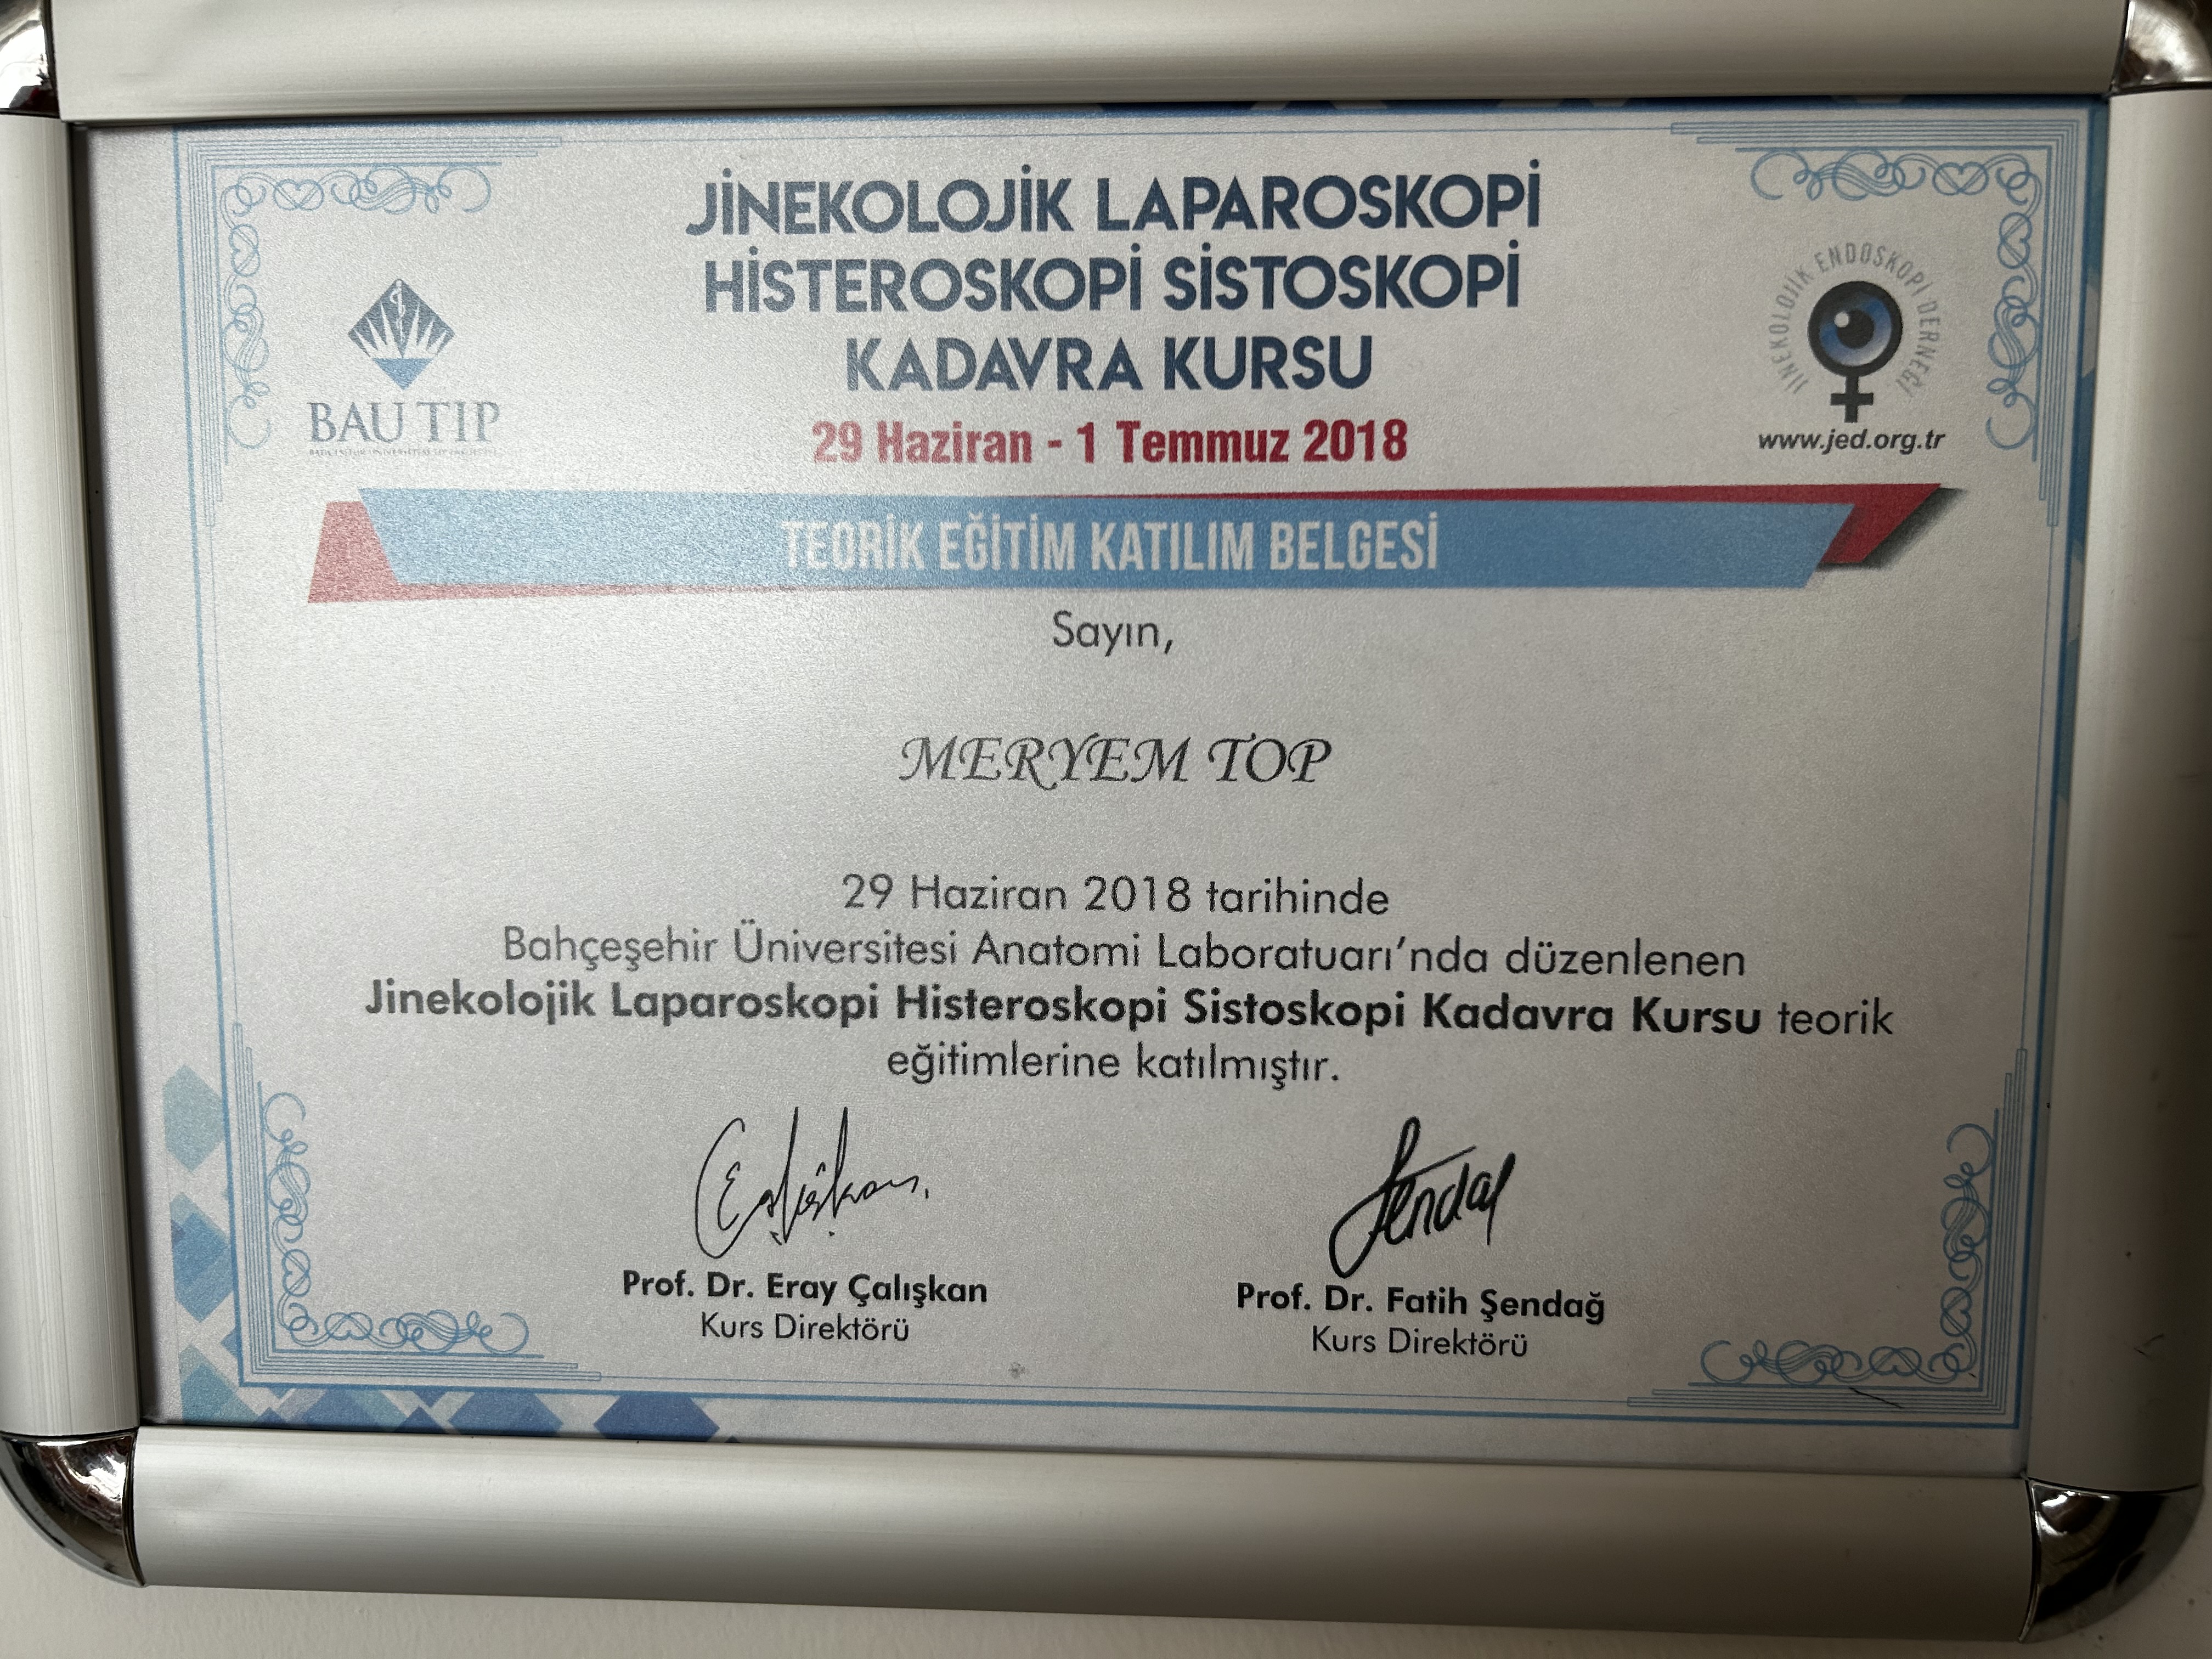 JİNEKOLOJİK LAPAROSKOPİ
HİSTEROSKOPİ SİSTOSKOPİ
KADAVRA KURSU
29 Haziran - 1 Temmuz 2018
BAU TIP
JİNEKOLOJİK ENDOSKOPİ DERNEĞİ
www.jed.org.tr
TEORİK EĞİTİM KATILIM BELGESİ
Sayın,
MERYEM TOP
29 Haziran 2018 tarihinde
Bahçeşehir Üniversitesi Anatomi Laboratuarı'nda düzenlenen
Jinekolojik Laparoskopi Histeroskopi Sistoskopi Kadavra Kursu teorik
eğitimlerine katılmıştır.
Prof. Dr. Eray Çalışkan
Kurs Direktörü
Prof. Dr. Fatih Şendağ
Kurs Direktörü